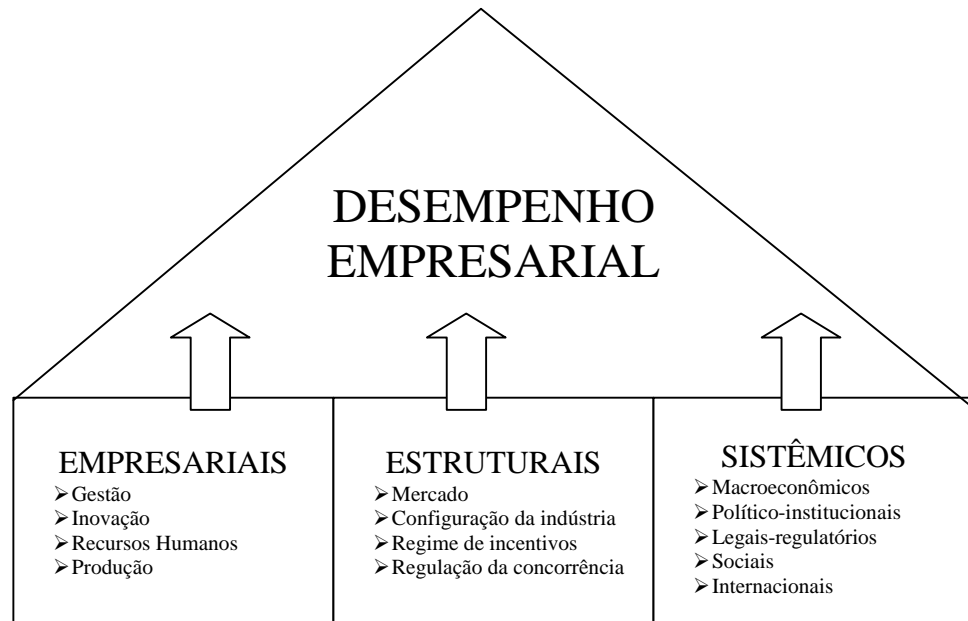 DESEMPENHO
EMPRESARIAL
EMPRESARIAIS
➢Gestão
➢Inovação
➢Recursos Humanos
➢Produção
ESTRUTURAIS
➢Mercado
➢Configuração da indústria
➢Regime de incentivos
➢Regulação da concorrência
SISTÊMICOS
➢Macroeconômicos
➢Político-institucionais
➢Legais-regulatórios
➢Sociais
➢Internacionais